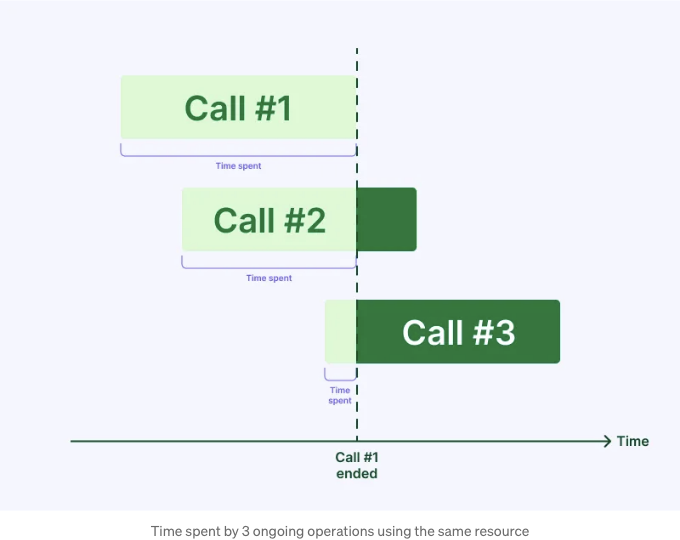 Call #1
Time spent
Call #2
Time spent
Call #3
Time
spent
Time
Call #1
ended
Time spent by 3 ongoing operations using the same resource